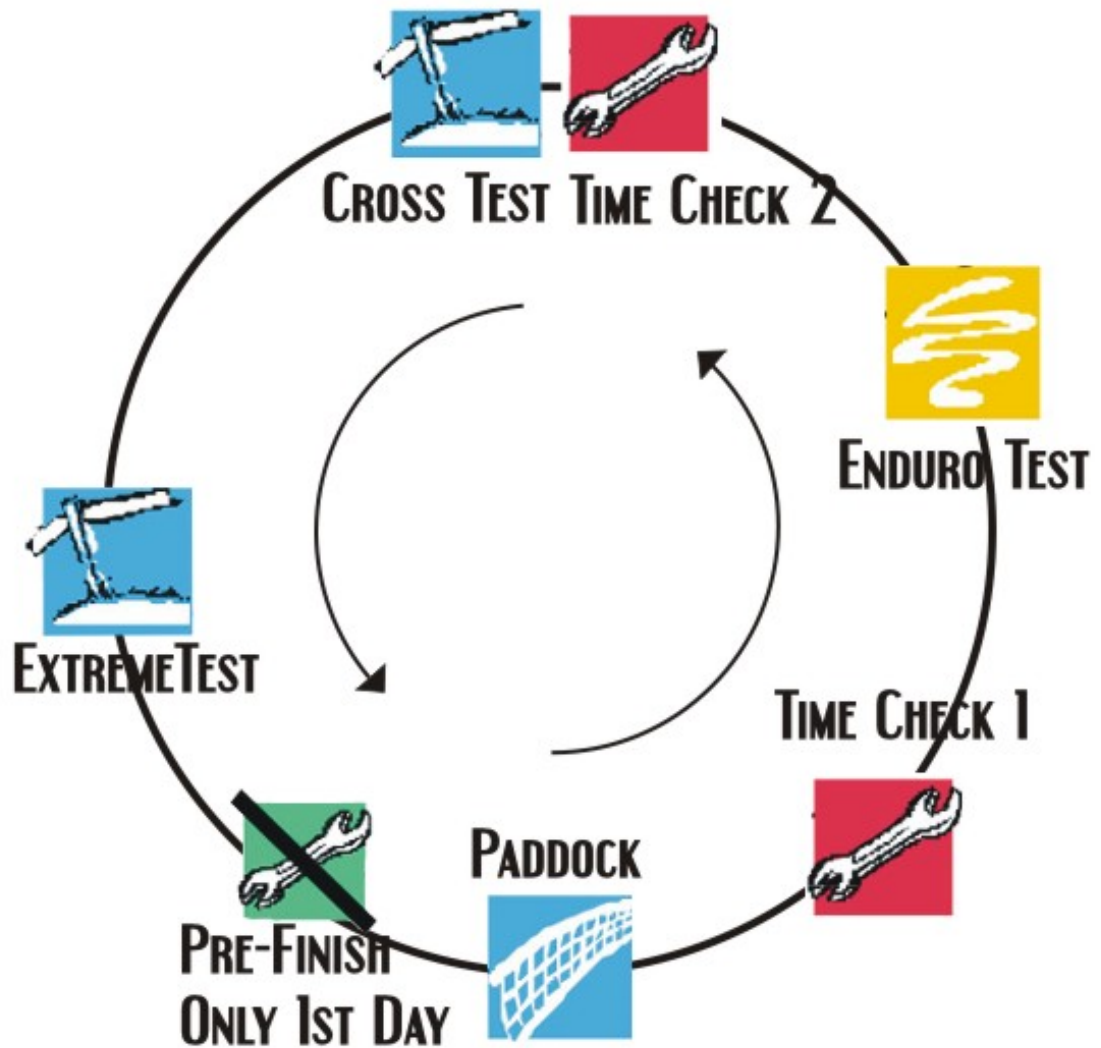 Cross Test
Time Check 2
Enduro Test
ExtremeTest
Time Check 1
Paddock
Pre-Finish
Only 1st Day